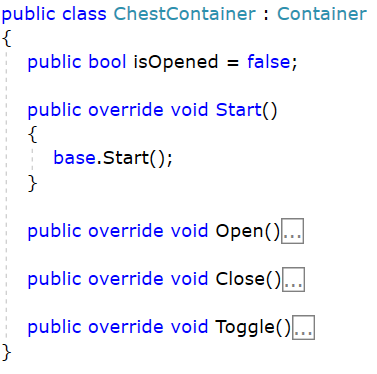 public class ChestContainer : Container
{
public bool isOpened = false;
public override void Start()
{
base.Start();
}
public override void Open()...
public override void Close()...
public override void Toggle()...
}